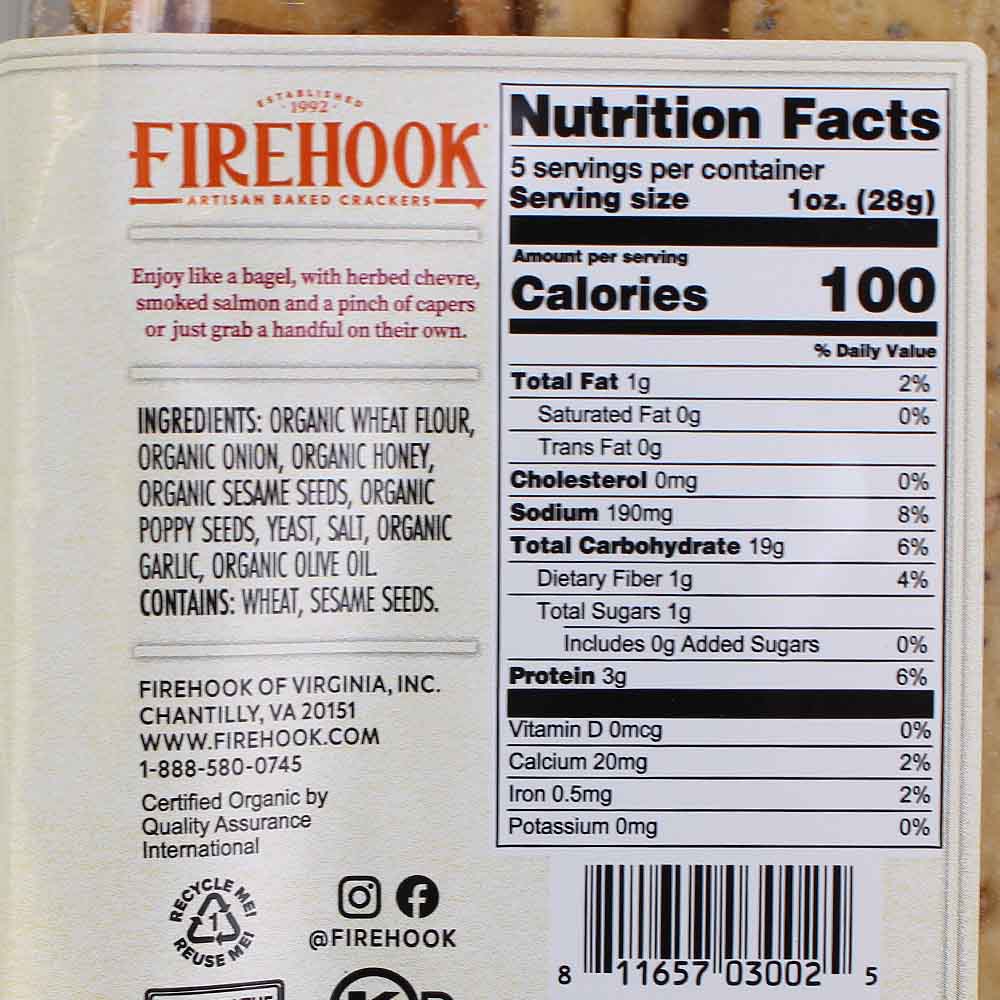 ESTABLISHED
· 1992 ·
FIREHOOK
ARTISAN BAKED CRACKERS
Enjoy like a bagel, with herbed chevre,
smoked salmon and a pinch of capers
or just grab a handful on their own.
INGREDIENTS: ORGANIC WHEAT FLOUR,
ORGANIC ONION, ORGANIC HONEY,
ORGANIC SESAME SEEDS, ORGANIC
POPPY SEEDS, YEAST, SALT, ORGANIC
GARLIC, ORGANIC OLIVE OIL.
CONTAINS: WHEAT, SESAME SEEDS.
FIREHOOK OF VIRGINIA, INC.
CHANTILLY, VA 20151
WWW.FIREHOOK.COM
1-888-580-0745
Certified Organic by
Quality Assurance
International
RECYCLE ME!
1
REUSE ME!
@FIREHOOK
Nutrition Facts
5 servings per container
Serving size 1oz. (28g)
Amount per serving
Calories 100
% Daily Value
Total Fat 1g 2%
Saturated Fat 0g 0%
Trans Fat 0g
Cholesterol 0mg 0%
Sodium 190mg 8%
Total Carbohydrate 19g 6%
Dietary Fiber 1g 4%
Total Sugars 1g
Includes 0g Added Sugars 0%
Protein 3g 6%
Vitamin D 0mcg 0%
Calcium 20mg 2%
Iron 0.5mg 2%
Potassium 0mg 0%
8 11657 03002 5